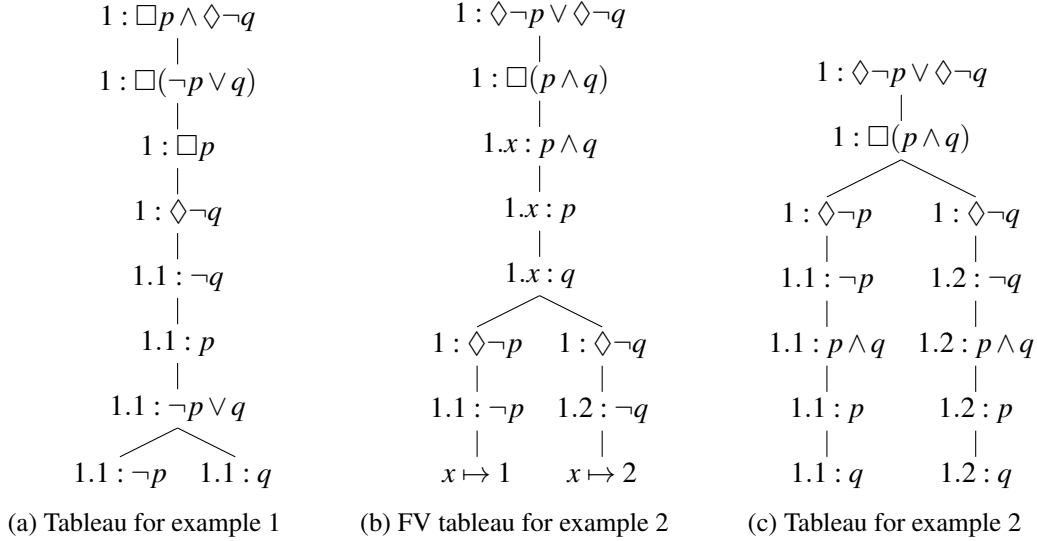 1 : □p ∧ ◊¬q
1 : □(¬p ∨ q)
1 : □p
1 : ◊¬q
1.1 : ¬q
1.1 : p
1.1 : ¬p ∨ q
1.1 : ¬p 1.1 : q
(a) Tableau for example 1
1 : ◊¬p ∨ ◊¬q
1 : □(p ∧ q)
1.x : p ∧ q
1.x : p
1.x : q
1 : ◊¬p 1 : ◊¬q
1.1 : ¬p 1.2 : ¬q
x ↦ 1 x ↦ 2
(b) FV tableau for example 2
1 : ◊¬p ∨ ◊¬q
1 : □(p ∧ q)
1 : ◊¬p 1 : ◊¬q
1.1 : ¬p 1.2 : ¬q
1.1 : p ∧ q 1.2 : p ∧ q
1.1 : p 1.2 : p
1.1 : q 1.2 : q
(c) Tableau for example 2